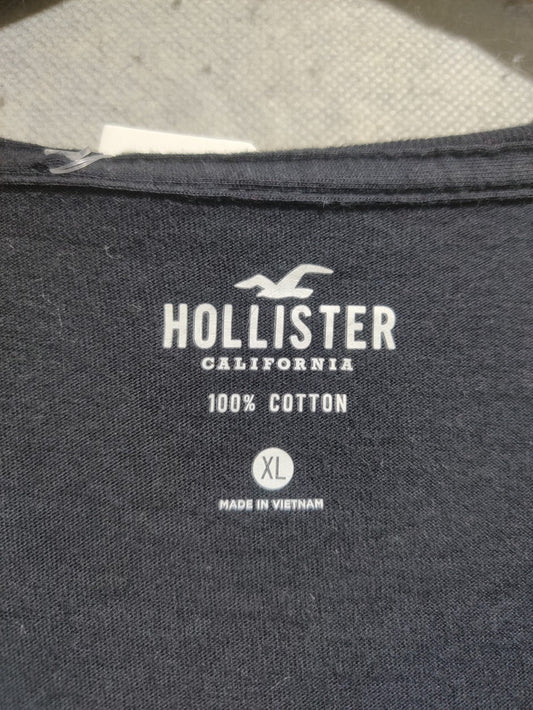 HOLLISTER
CALIFORNIA
100% COTTON
XL
MADE IN VIETNAM